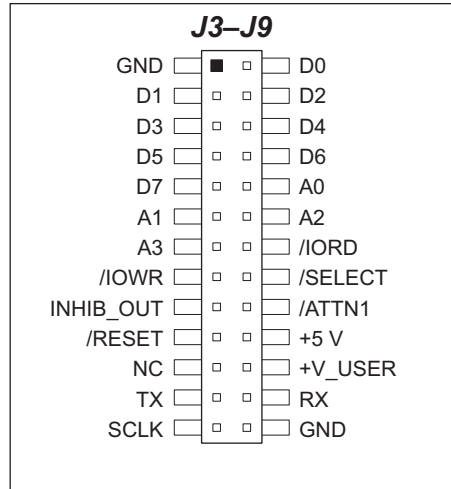 J3–J9
GND D0
D1 D2
D3 D4
D5 D6
D7 A0
A1 A2
A3 /IORD
/IOWR /SELECT
INHIB_OUT /ATTN1
/RESET +5 V
NC +V_USER
TX RX
SCLK GND